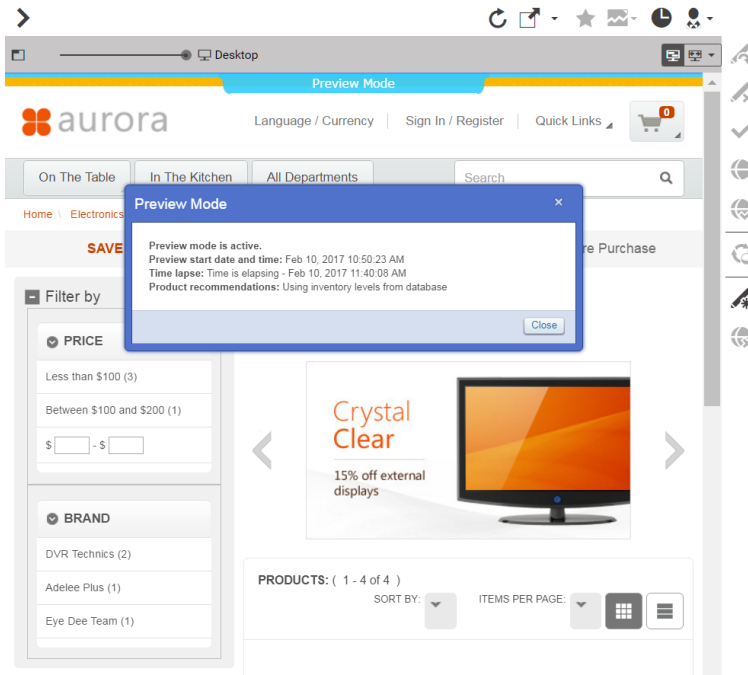 Desktop
Preview Mode
aurora
Language / Currency
Sign In / Register
Quick Links
0
On The Table
In The Kitchen
All Departments
Search
Home \ Electronics
Preview Mode
×
SAVE
re Purchase
Preview mode is active.
Preview start date and time: Feb 10, 2017 10:50:23 AM
Time lapse: Time is elapsing - Feb 10, 2017 11:40:08 AM
Product recommendations: Using inventory levels from database
Close
Filter by
PRICE
Less than $100 (3)
Between $100 and $200 (1)
$ - $
BRAND
DVR Technics (2)
Adelee Plus (1)
Eye Dee Team (1)
Crystal
Clear
15% off external
displays
PRODUCTS: ( 1 - 4 of 4 )
SORT BY:
ITEMS PER PAGE: